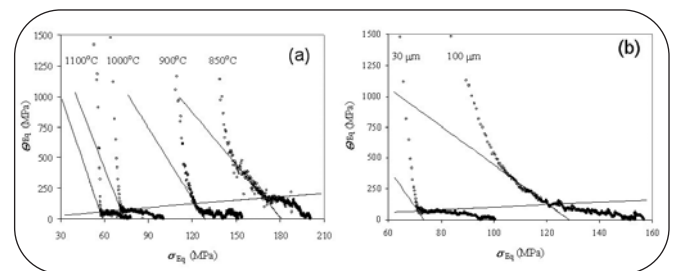 (a)
1100°C 1000°C 900°C 850°C
1500
1250
1000
750
500
250
0
θEq (MPa)
30 60 90 120 150 180 210
σEq (MPa)
(b)
30 µm 100 µm
1500
1250
1000
750
500
250
0
θEq (MPa)
60 80 100 120 140 160
σEq (MPa)